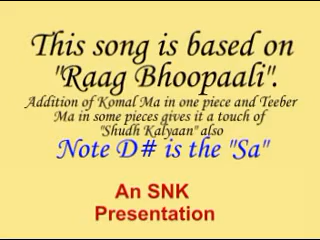 This song is based on
"Raag Bhoopaali".
Addition of Komal Ma in one piece and Teeber
Ma in some pieces gives it a touch of
"Shudh Kalyaan" also
Note D# is the "Sa"
An SNK
Presentation